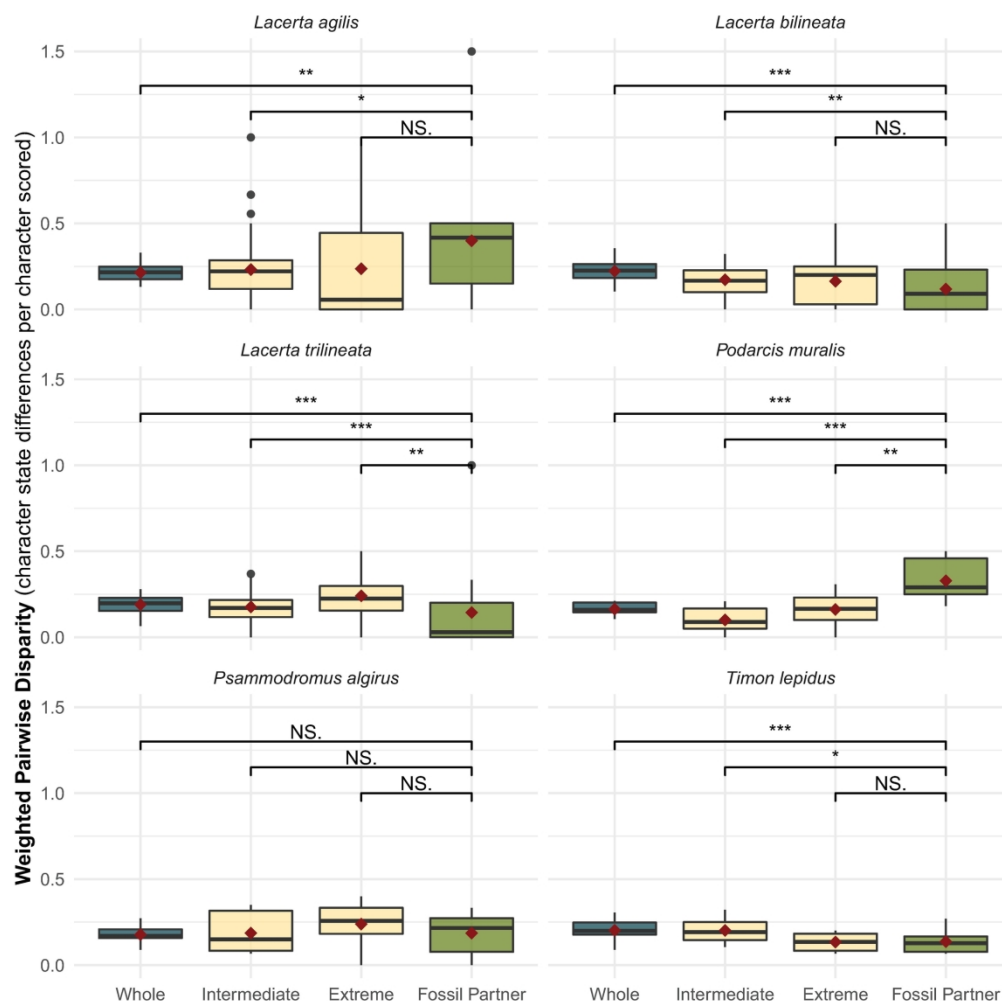 Lacerta agilis
Lacerta bilineata
1.5
1.0
0.5
0.0
**
*
NS.
***
**
NS.
Lacerta trilineata
Podarcis muralis
1.5
1.0
0.5
0.0
***
***
**
***
***
**
Psammodromus algirus
Timon lepidus
1.5
1.0
0.5
0.0
NS.
NS.
NS.
***
*
NS.
Whole Intermediate Extreme Fossil Partner
Whole Intermediate Extreme Fossil Partner
Weighted Pairwise Disparity (character state differences per character scored)